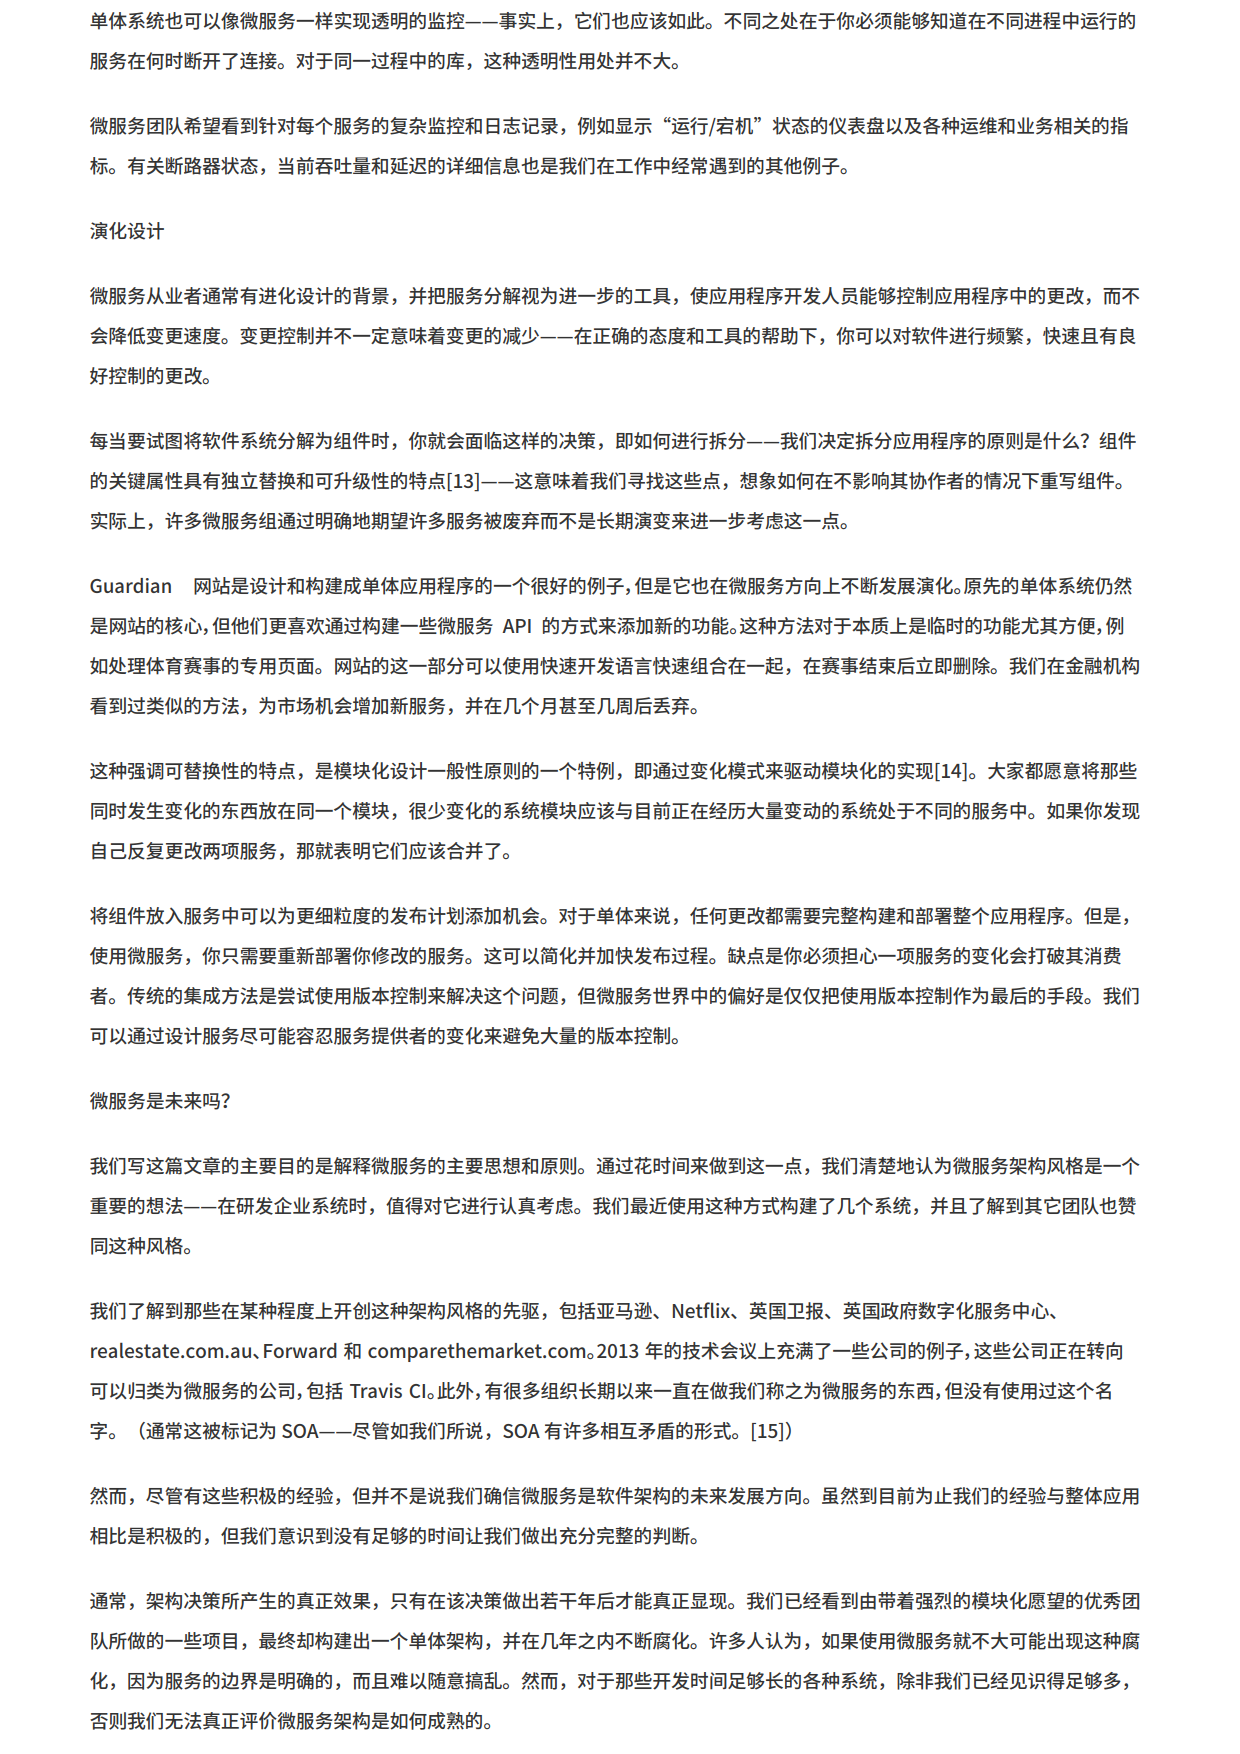 单体系统也可以像微服务一样实现透明的监控——事实上，它们也应该如此。不同之处在于你必须能够知道在不同进程中运行的
服务在何时断开了连接。对于同一过程中的库，这种透明性用处并不大。
微服务团队希望看到针对每个服务的复杂监控和日志记录，例如显示“运行/宕机”状态的仪表盘以及各种运维和业务相关的指
标。有关断路器状态，当前吞吐量和延迟的详细信息也是我们在工作中经常遇到的其他例子。
演化设计
微服务从业者通常有进化设计的背景，并把服务分解视为进一步的工具，使应用程序开发人员能够控制应用程序中的更改，而不
会降低变更速度。变更控制并不一定意味着变更的减少——在正确的态度和工具的帮助下，你可以对软件进行频繁，快速且有良
好控制的更改。
每当要试图将软件系统分解为组件时，你就会面临这样的决策，即如何进行拆分——我们决定拆分应用程序的原则是什么？组件
的关键属性具有独立替换和可升级性的特点[13]——这意味着我们寻找这些点，想象如何在不影响其协作者的情况下重写组件。
实际上，许多微服务组通过明确地期望许多服务被废弃而不是长期演变来进一步考虑这一点。
Guardian 网站是设计和构建成单体应用程序的一个很好的例子，但是它也在微服务方向上不断发展演化。原先的单体系统仍然
是网站的核心，但他们更喜欢通过构建一些微服务 API 的方式来添加新的功能。这种方法对于本质上是临时的功能尤其方便，例
如处理体育赛事的专用页面。网站的这一部分可以使用快速开发语言快速组合在一起，在赛事结束后立即删除。我们在金融机构
看到过类似的方法，为市场机会增加新服务，并在几个月甚至几周后丢弃。
这种强调可替换性的特点，是模块化设计一般性原则的一个特例，即通过变化模式来驱动模块化的实现[14]。大家都愿意将那些
同时发生变化的东西放在同一个模块，很少变化的系统模块应该与目前正在经历大量变动的系统处于不同的服务中。如果你发现
自己反复更改两项服务，那就表明它们应该合并了。
将组件放入服务中可以为更细粒度的发布计划添加机会。对于单体来说，任何更改都需要完整构建和部署整个应用程序。但是，
使用微服务，你只需要重新部署你修改的服务。这可以简化并加快发布过程。缺点是你必须担心一项服务的变化会打破其消费
者。传统的集成方法是尝试使用版本控制来解决这个问题，但微服务世界中的偏好是仅仅把使用版本控制作为最后的手段。我们
可以通过设计服务尽可能容忍服务提供者的变化来避免大量的版本控制。
微服务是未来吗？
我们写这篇文章的主要目的是解释微服务的主要思想和原则。通过花时间来做到这一点，我们清楚地认为微服务架构风格是一个
重要的想法——在研发企业系统时，值得对它进行认真考虑。我们最近使用这种方式构建了几个系统，并且了解到其它团队也赞
同这种风格。
我们了解到那些在某种程度上开创这种架构风格的先驱，包括亚马逊、Netflix、英国卫报、英国政府数字化服务中心、
realestate.com.au、Forward 和 comparethemarket.com。2013 年的技术会议上充满了一些公司的例子，这些公司正在转向
可以归类为微服务的公司，包括 Travis CI。此外，有很多组织长期以来一直在做我们称之为微服务的东西，但没有使用过这个名
字。（通常这被标记为 SOA——尽管如我们所说，SOA 有许多相互矛盾的形式。[15]）
然而，尽管有这些积极的经验，但并不是说我们确信微服务是软件架构的未来发展方向。虽然到目前为止我们的经验与整体应用
相比是积极的，但我们意识到没有足够的时间让我们做出充分完整的判断。
通常，架构决策所产生的真正效果，只有在该决策做出若干年后才能真正显现。我们已经看到由带着强烈的模块化愿望的优秀团
队所做的一些项目，最终却构建出一个单体架构，并在几年之内不断腐化。许多人认为，如果使用微服务就不大可能出现这种腐
化，因为服务的边界是明确的，而且难以随意搞乱。然而，对于那些开发时间足够长的各种系统，除非我们已经见识得足够多，
否则我们无法真正评价微服务架构是如何成熟的。